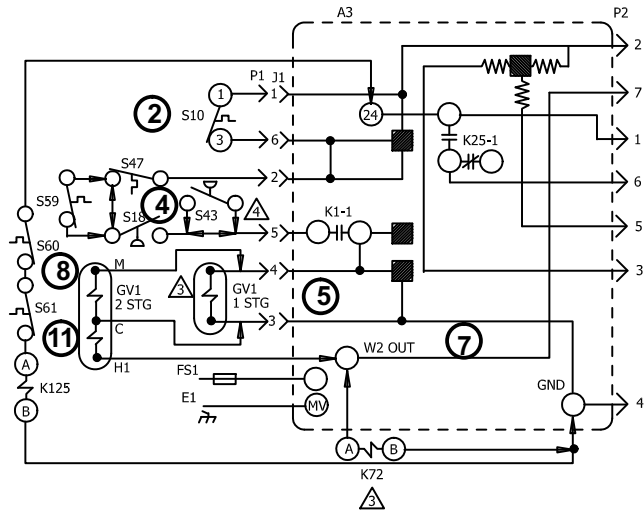 A3 P2
2
P1 J1
1 1
7
2 S10 24
1
3 6 K25-1
S47 2
6
S59 4
S18 S43 4
K1-1
5
5
S60
M 4 3
8 GV1 3 GV1 5
2 STG 1 STG
S61 C 3
11 7
W2 OUT
A H1 GND
FS1
K125
E1 MV 4
B
A B
K72
3